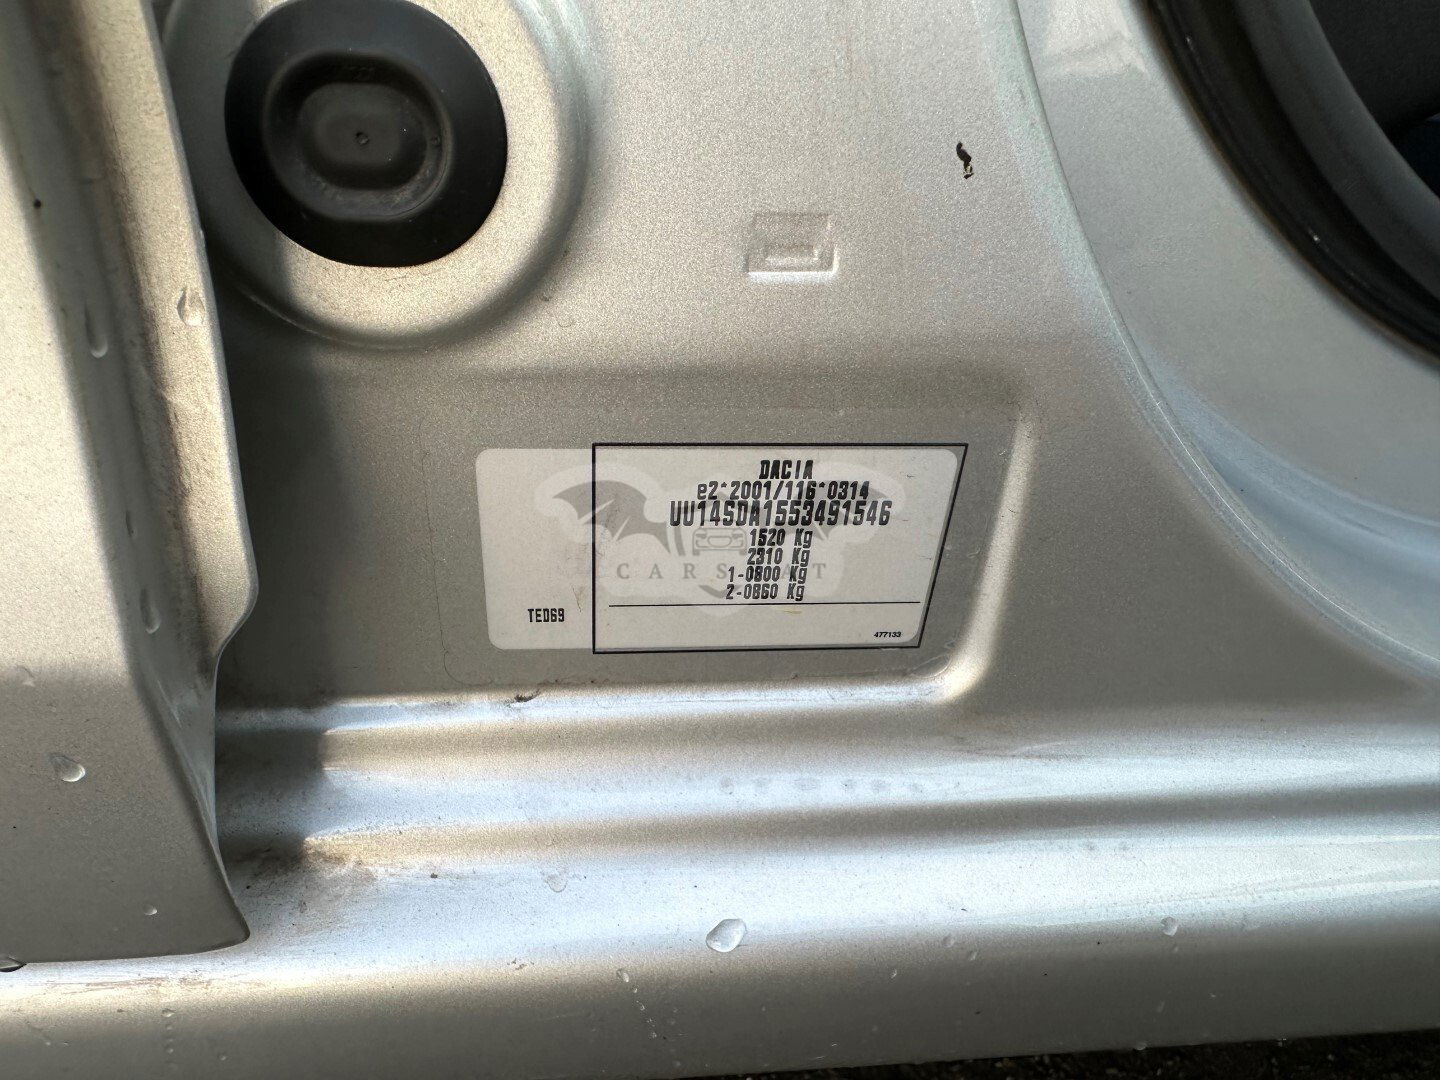 DACIA
e2*2001/116*0314
UU14SDA1553491546
1520 Kg
2310 Kg
1-0800 Kg
2-0860 Kg
TED69
477133